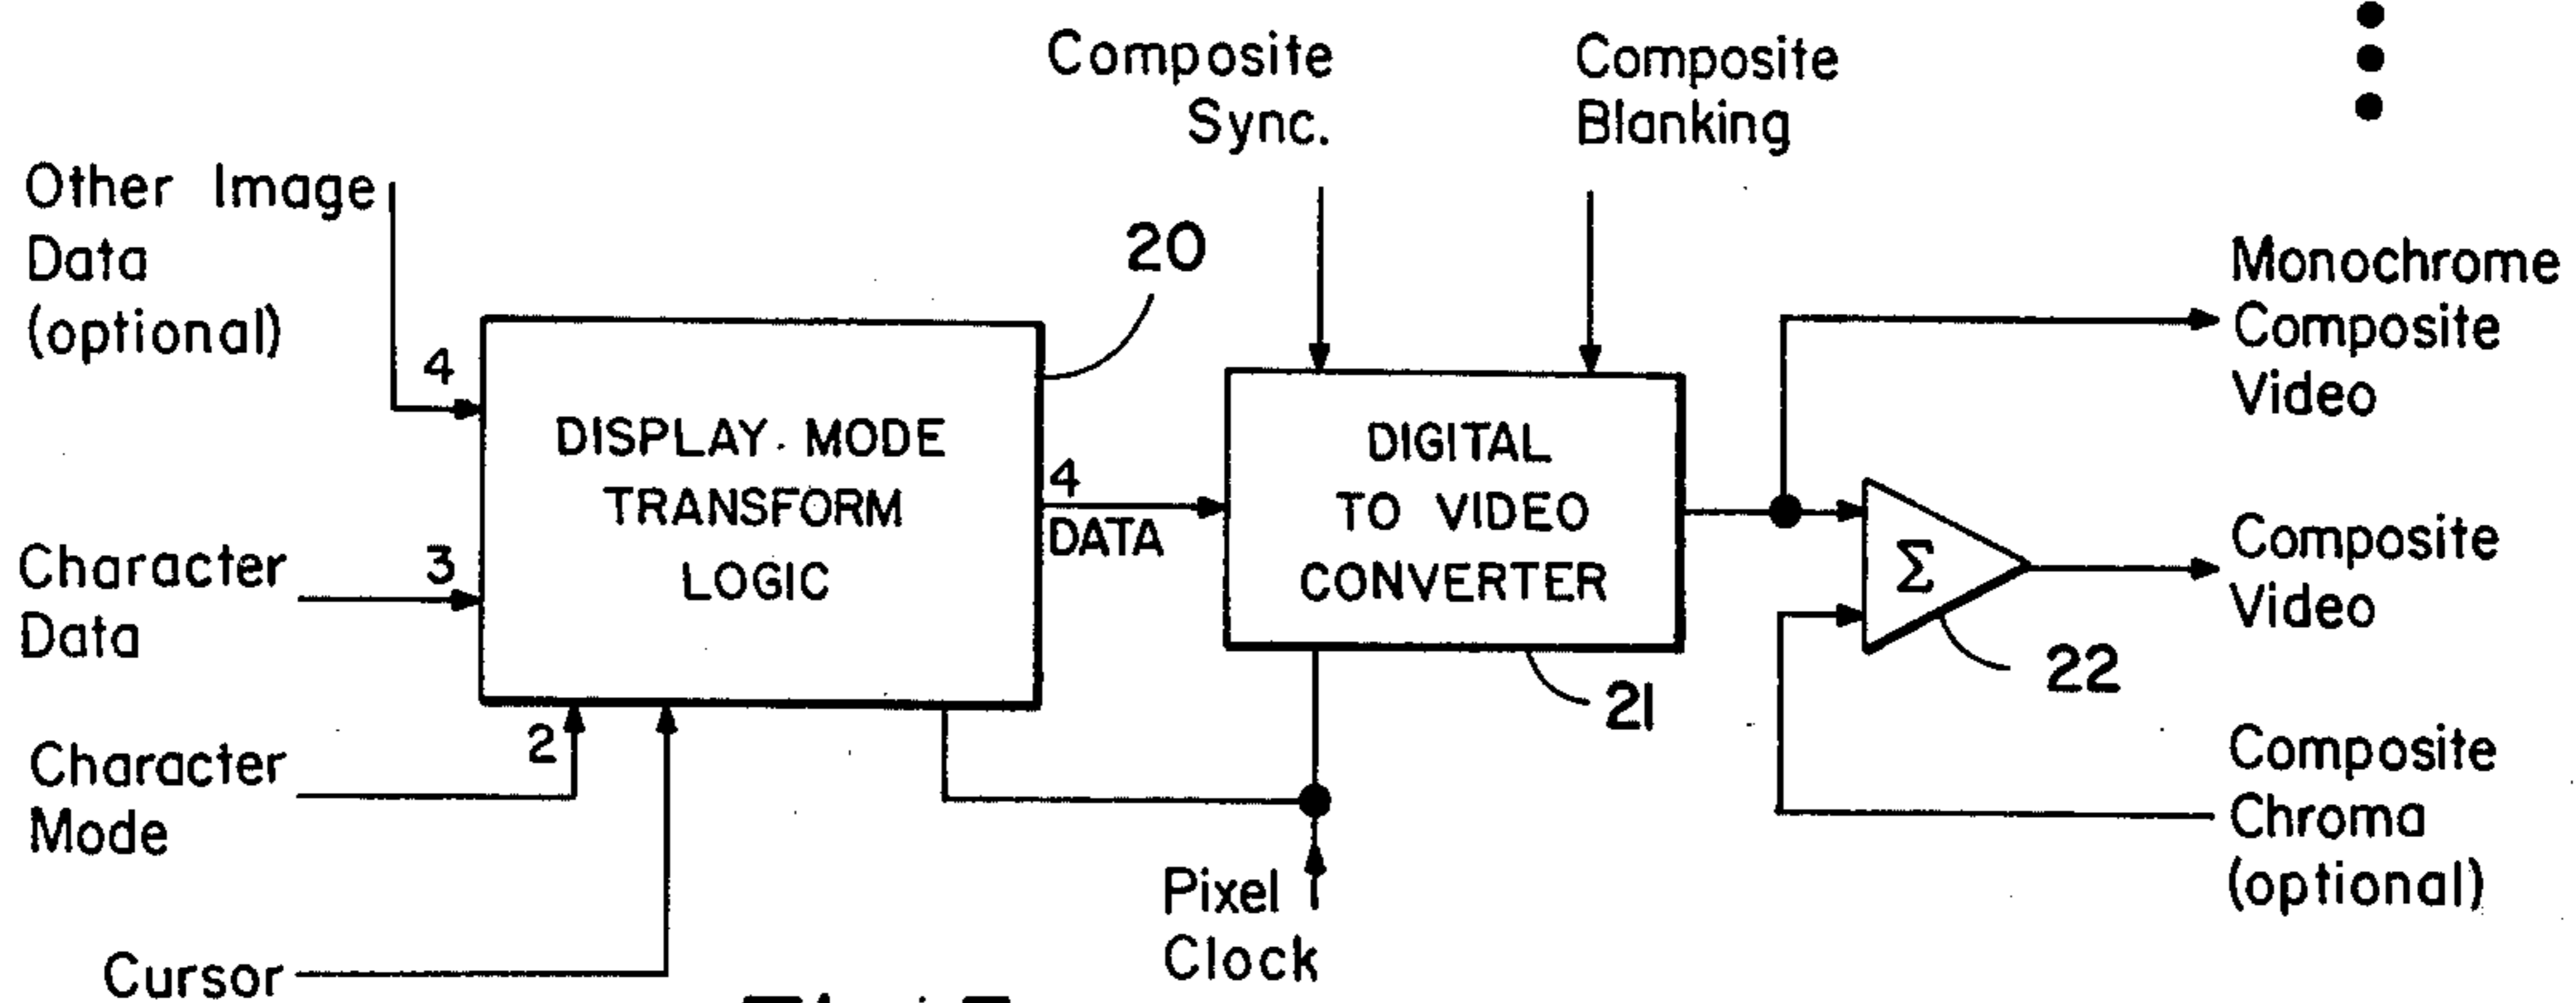 Composite
Sync.
Composite
Blanking
Other Image
Data
(optional)
20
Monochrome
Composite
Video
4
DISPLAY MODE
TRANSFORM
LOGIC
4
DATA
DIGITAL
TO VIDEO
CONVERTER
Σ
Composite
Video
Character
Data
3
22
21
Character
Mode
2
Composite
Chroma
(optional)
Pixel
Clock
Cursor